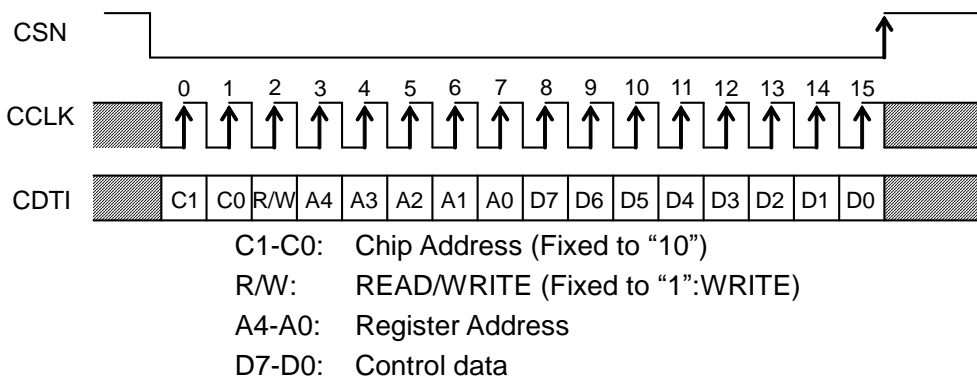 CSN
0 1 2 3 4 5 6 7 8 9 10 11 12 13 14 15
CCLK
CDTI C1 C0 R/W A4 A3 A2 A1 A0 D7 D6 D5 D4 D3 D2 D1 D0
C1-C0: Chip Address (Fixed to “10”)
R/W: READ/WRITE (Fixed to “1”:WRITE)
A4-A0: Register Address
D7-D0: Control data